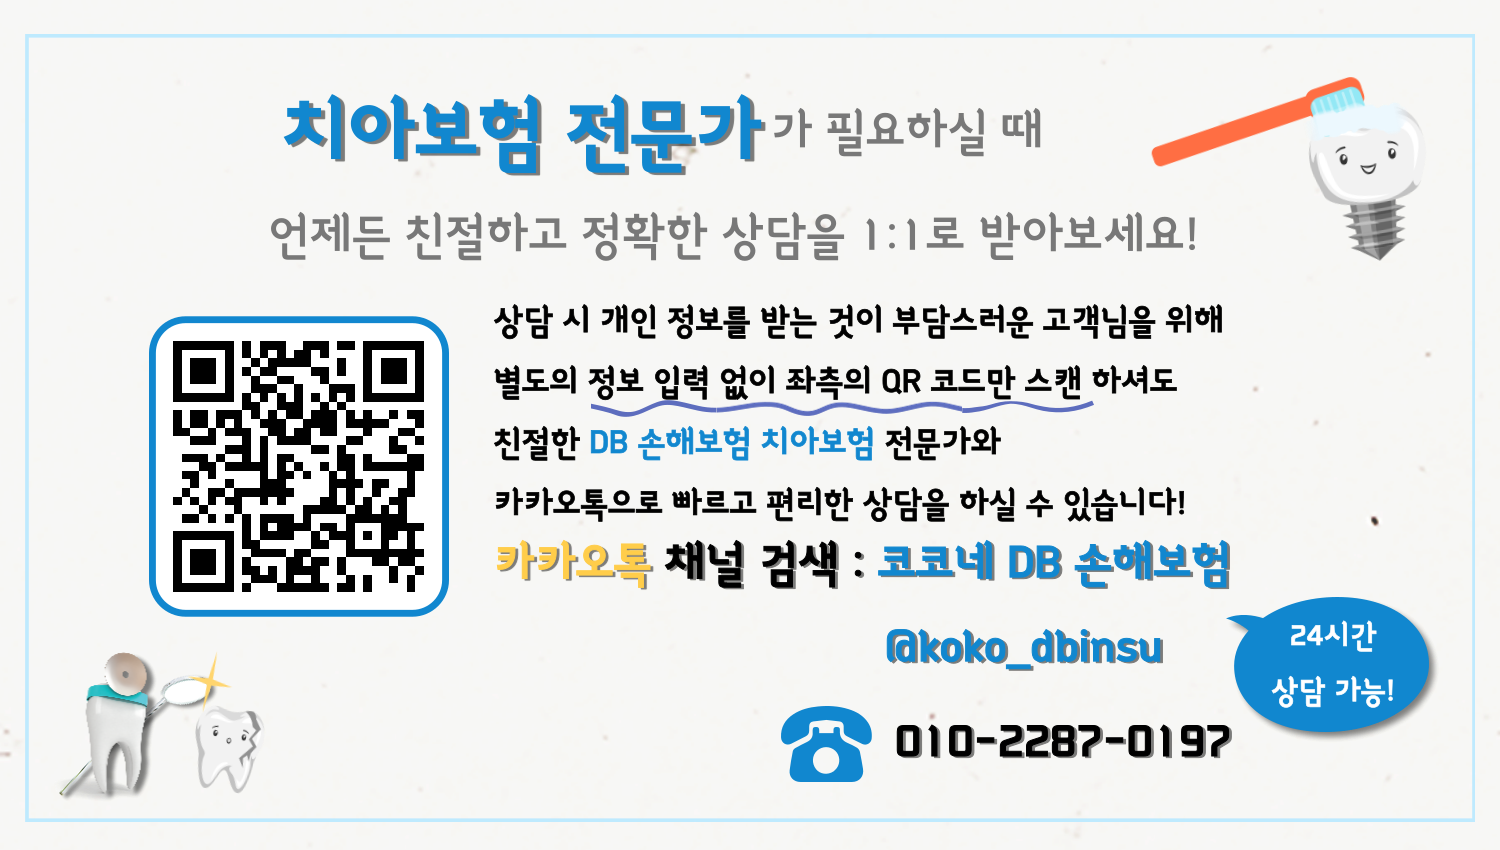 치아보험 전문가가 필요하실 때
언제든 친절하고 정확한 상담을 1:1로 받아보세요!
상담 시 개인 정보를 받는 것이 부담스러운 고객님을 위해
별도의 정보 입력 없이 좌측의 QR 코드만 스캔 하셔도
친절한 DB 손해보험 치아보험 전문가와
카카오톡으로 빠르고 편리한 상담을 하실 수 있습니다!
카카오톡 채널 검색 : 코코네 DB 손해보험
@koko_dbinsu
24시간
상담 가능!
010-2287-0197